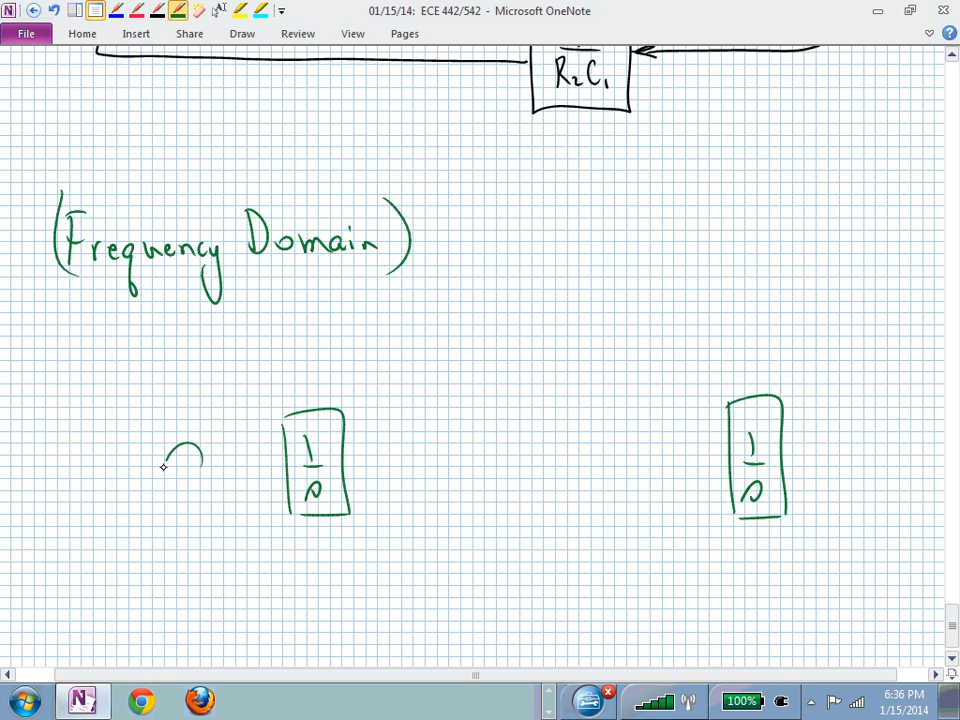 01/15/14: ECE 442/542 - Microsoft OneNote
File Home Insert Share Draw Review View Pages
R₂C₁
(Frequency Domain)
1 1
s s
100% 6:36 PM
1/15/2014